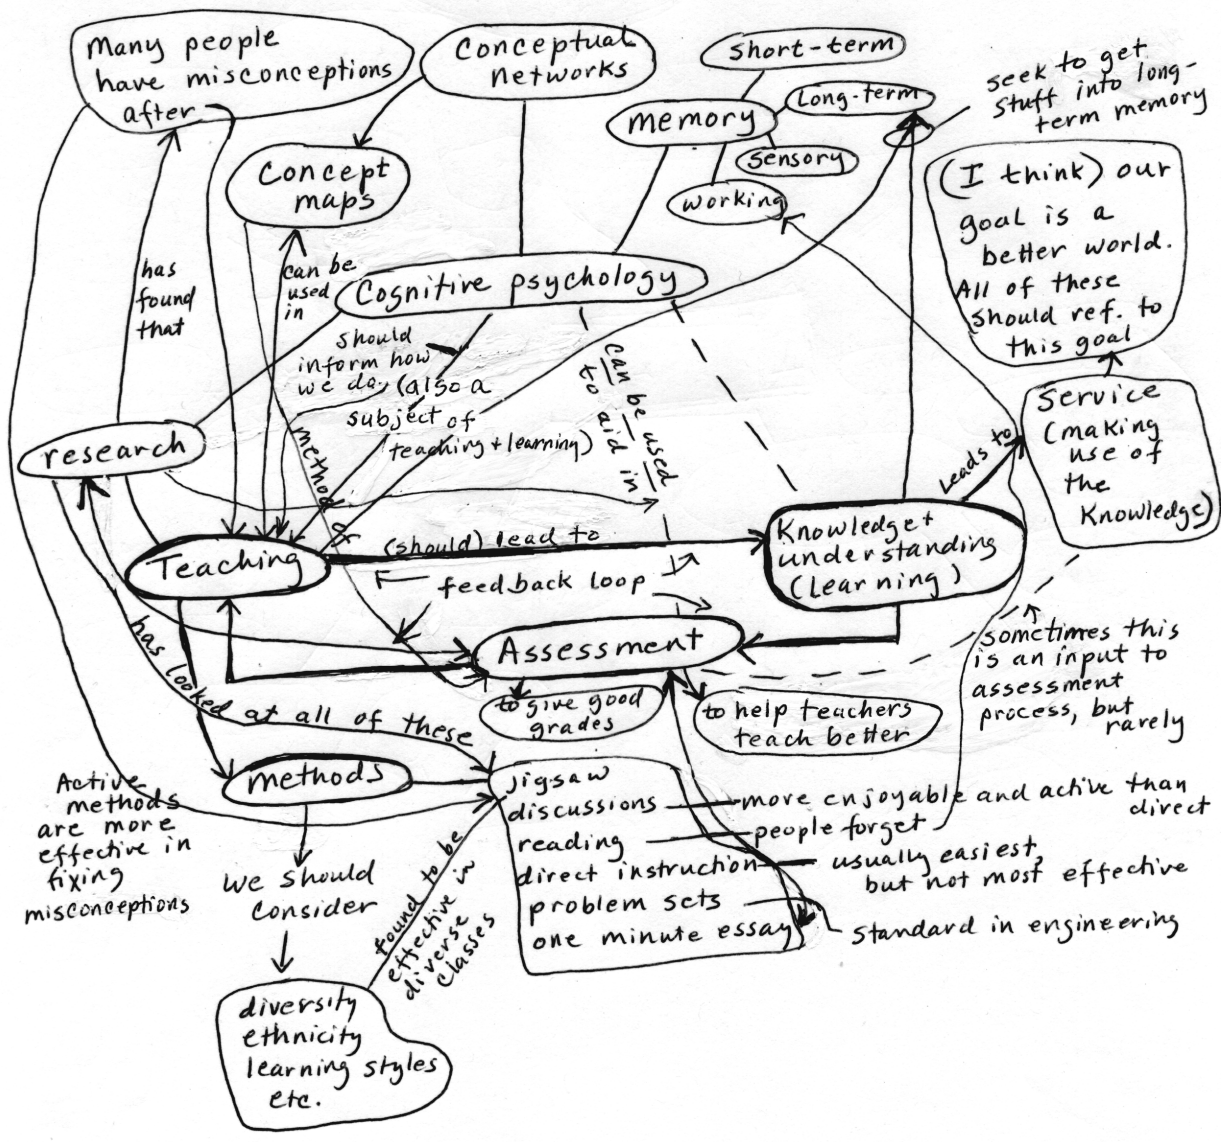 Many people
have misconceptions
after
Conceptual
networks
short-term
Long-term
memory
sensory
working
seek to get
stuff into long-
term memory
Concept
maps
(I think) our
goal is a
better world.
All of these
should ref. to
this goal
has
found
that
can be
used
in
Cognitive psychology
should
inform how
we do, (also a
subject of
teaching + learning)
can be used
to aid in
method of
research
Leads to
Service
(making
use of
the
Knowledge)
Teaching
(should) lead to
feedback loop
Knowledge +
understanding
(learning)
Assessment
to give good
grades
to help teachers
teach better
sometimes this
is an input to
assessment
process, but
rarely
has looked at all of these
methods
Active
methods
are more
effective in
fixing
misconceptions
jigsaw
discussions
more enjoyable and active than
direct
reading
people forget
direct instruction
usually easiest,
but not most effective
problem sets
standard in engineering
one minute essay
we should
consider
found to be
effective in
diverse
classes
diversity
ethnicity
learning styles
etc.